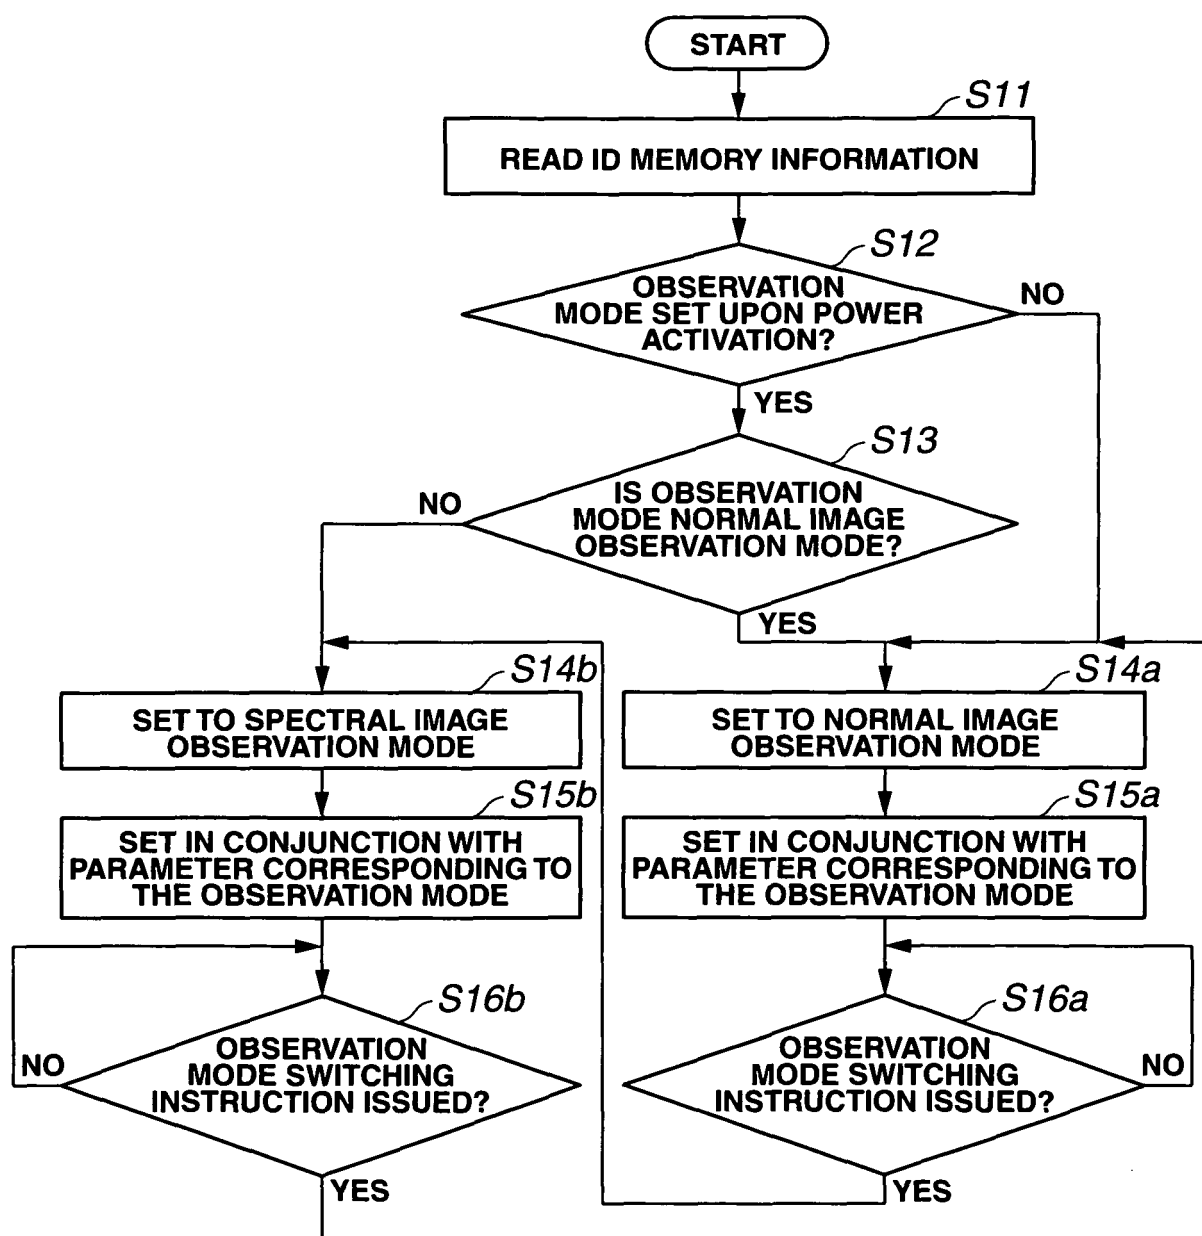 START
S11
READ ID MEMORY INFORMATION
S12
OBSERVATION
MODE SET UPON POWER
ACTIVATION?
NO
YES
S13
IS OBSERVATION
MODE NORMAL IMAGE
OBSERVATION MODE?
NO
YES
S14b
SET TO SPECTRAL IMAGE
OBSERVATION MODE
S14a
SET TO NORMAL IMAGE
OBSERVATION MODE
S15b
SET IN CONJUNCTION WITH
PARAMETER CORRESPONDING TO
THE OBSERVATION MODE
S15a
SET IN CONJUNCTION WITH
PARAMETER CORRESPONDING TO
THE OBSERVATION MODE
S16b
OBSERVATION
MODE SWITCHING
INSTRUCTION ISSUED?
NO
YES
S16a
OBSERVATION
MODE SWITCHING
INSTRUCTION ISSUED?
NO
YES